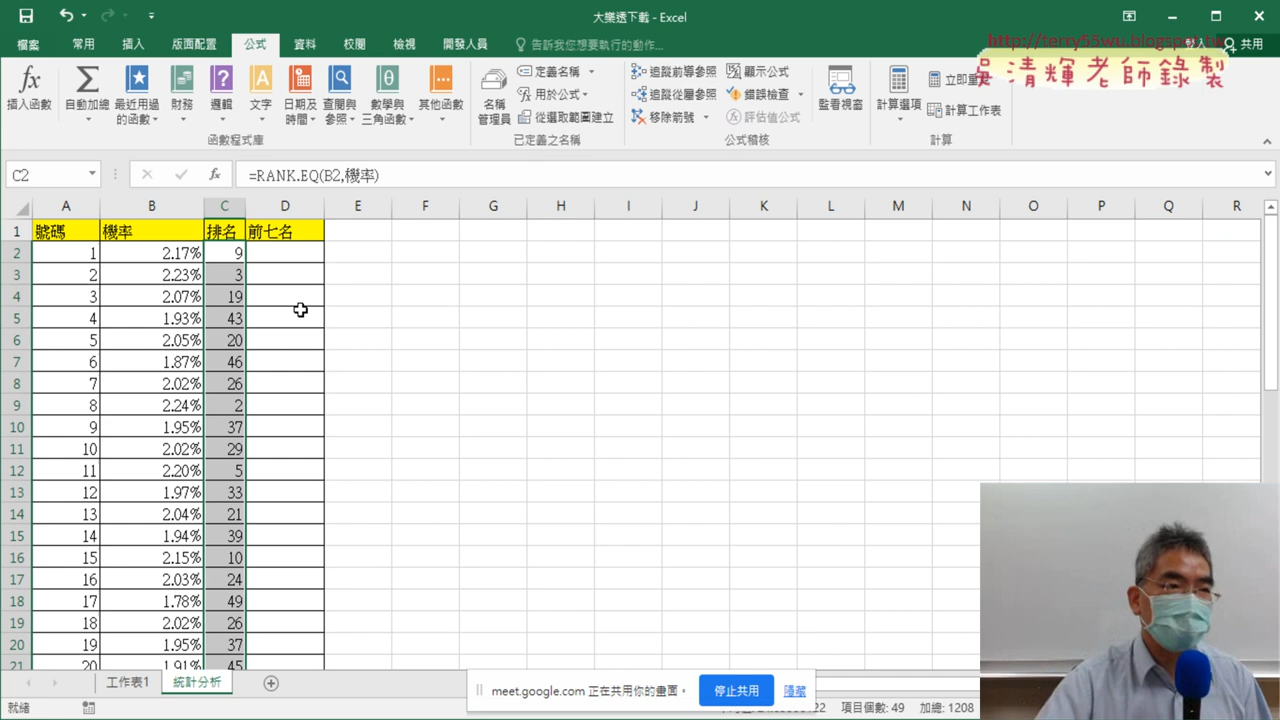 大樂透下載 - Excel
檔案 常用 插入 版面配置 公式 資料 校閱 檢視 開發人員 告訴我您想要執行的動作... 共用
http://terry55wu.blogspot.tw
吳清輝老師錄製
插入函數 自動加總 最近用過的函數 財務 邏輯 文字 日期及時間 查閱與參照 數學與三角函數 其他函數 名稱管理員 定義名稱 用於公式 從選取範圍建立 追蹤前導參照 追蹤從屬參照 移除箭號 顯示公式 錯誤檢查 評估值公式 監看視窗 計算選項 立即重 計算工作表
函數程式庫 已定義之名稱 公式稽核 計算
C2 fx =RANK.EQ(B2,機率)
A B C D E F G H I J K L M N O P Q R
1 號碼 機率 排名 前七名
2 1 2.17% 9
3 2 2.23% 3
4 3 2.07% 19
5 4 1.93% 43
6 5 2.05% 20
7 6 1.87% 46
8 7 2.02% 26
9 8 2.24% 2
10 9 1.95% 37
11 10 2.02% 29
12 11 2.20% 5
13 12 1.97% 33
14 13 2.04% 21
15 14 1.94% 39
16 15 2.15% 10
17 16 2.03% 24
18 17 1.78% 49
19 18 2.02% 26
20 19 1.95% 37
21 20 1.91% 45
工作表1 統計分析
meet.google.com 正在共用你的畫面。 停止共用 隱藏
就緒 項目個數: 49 加總: 1208